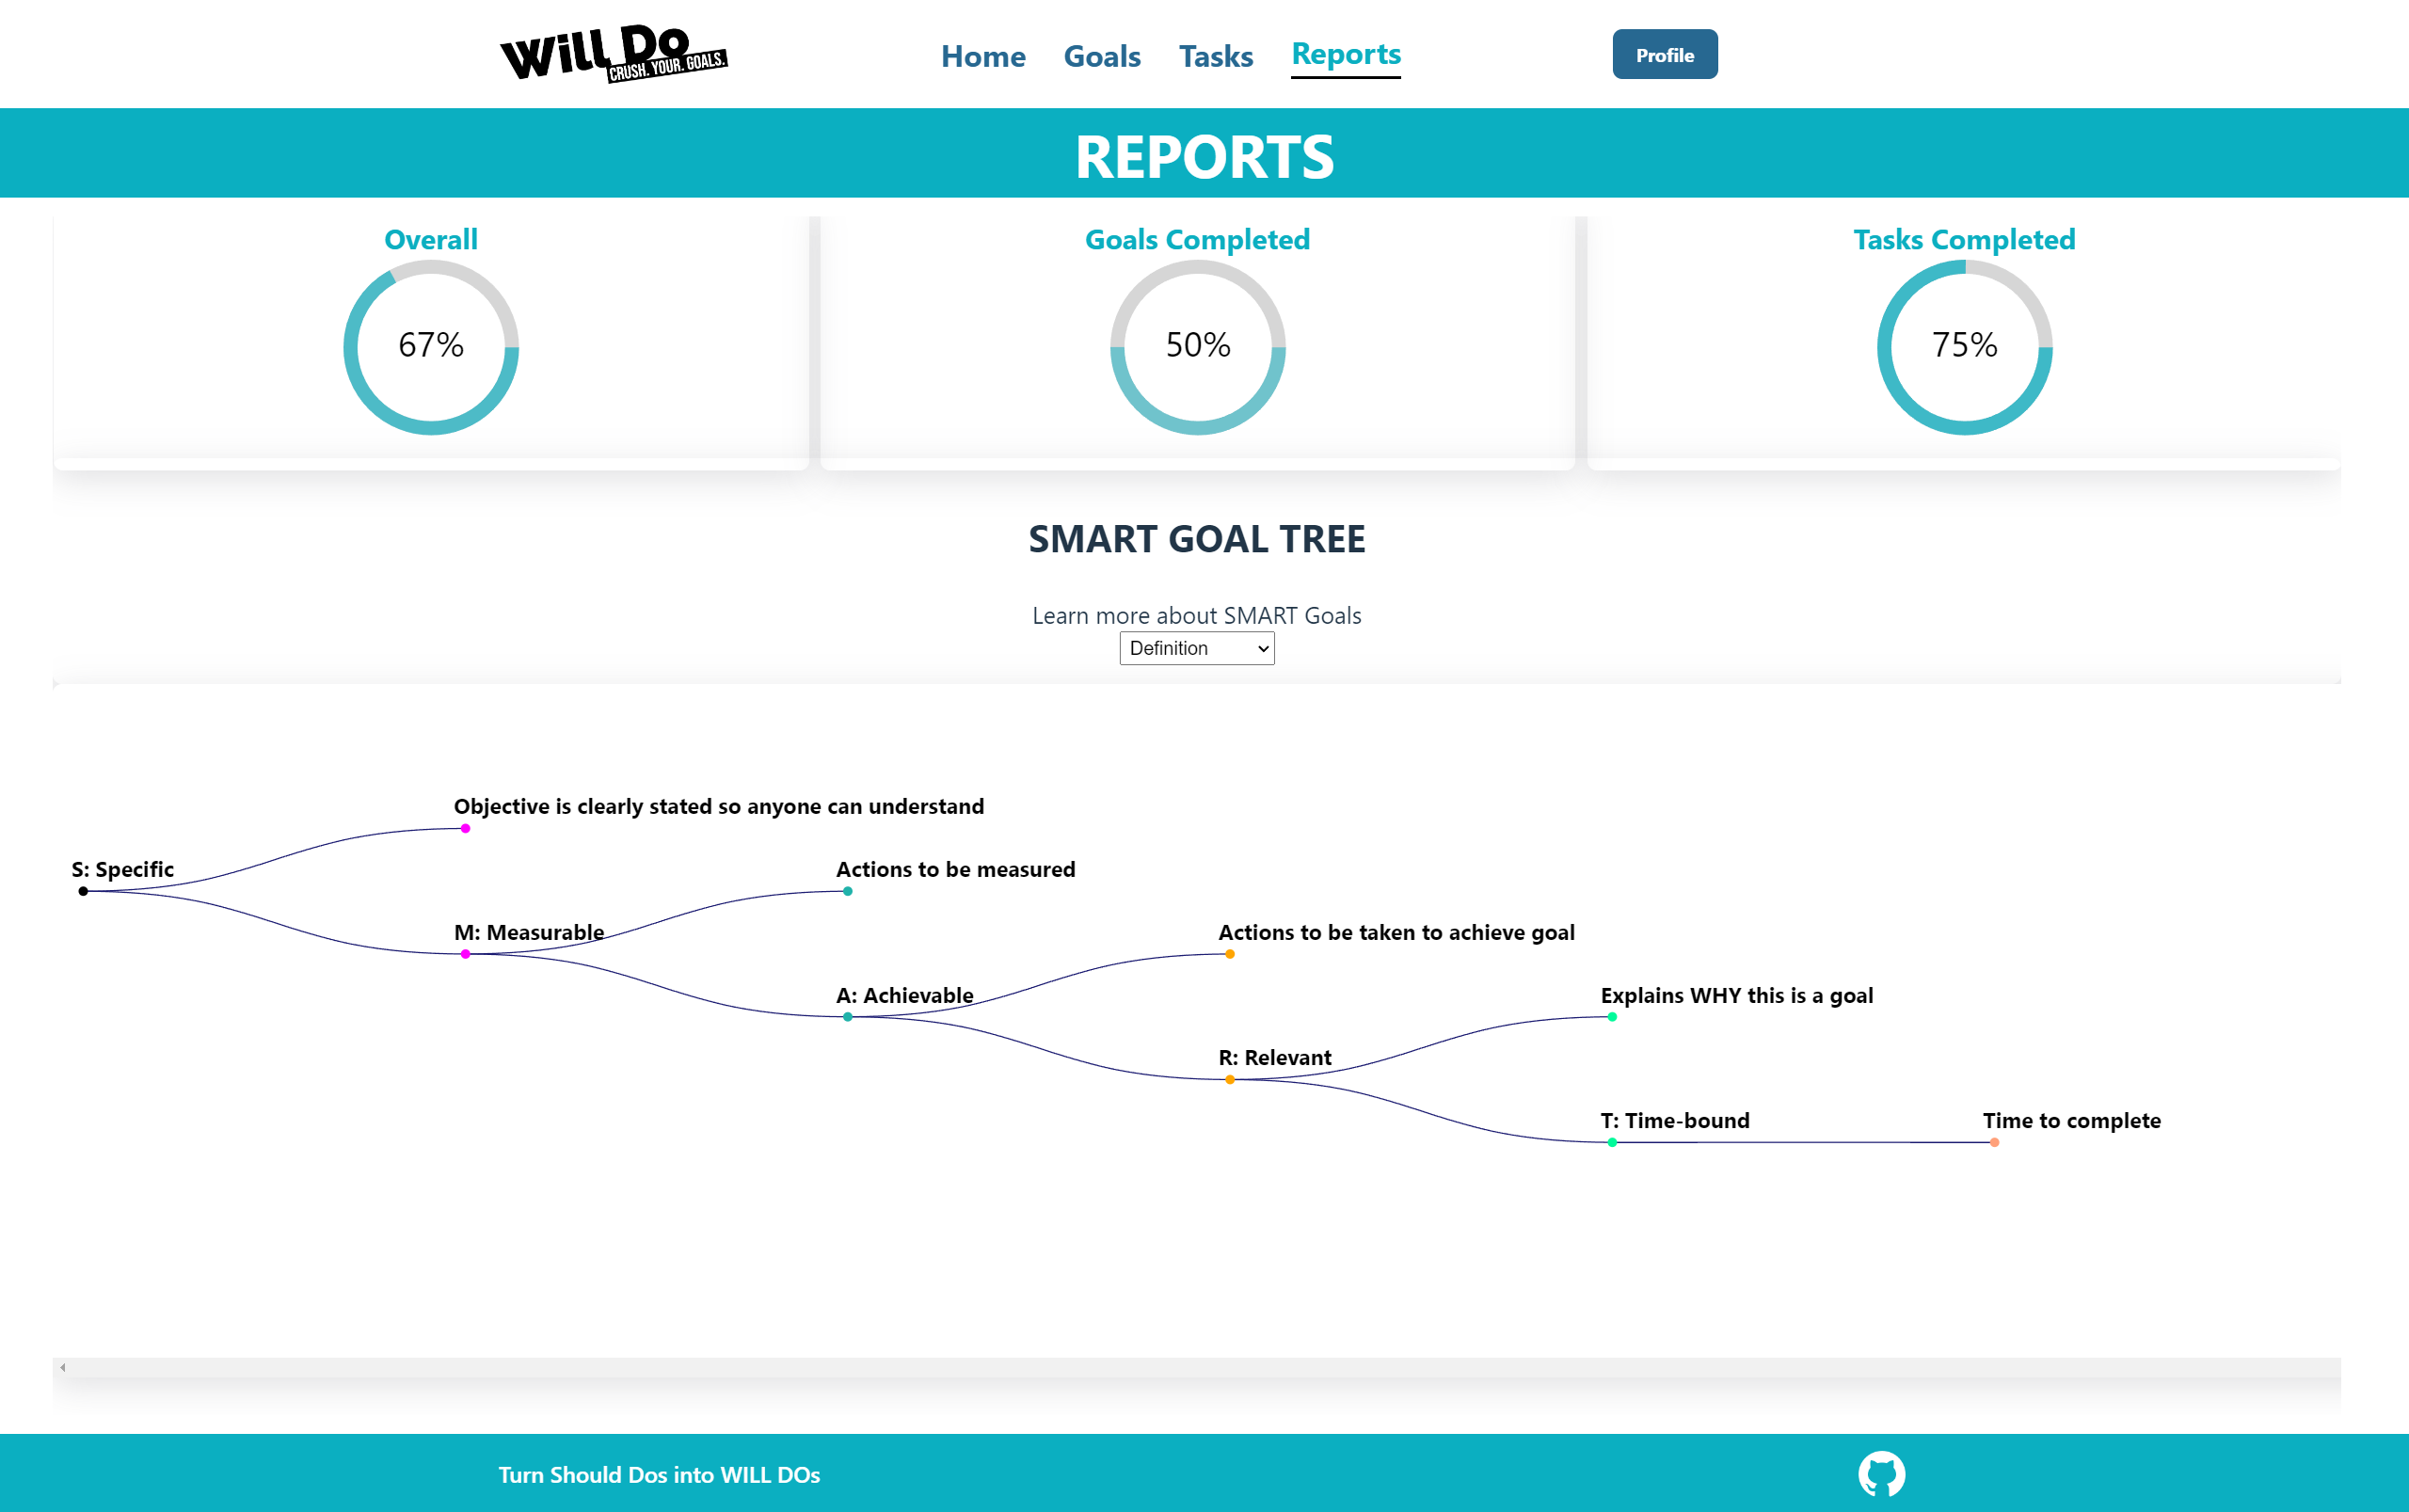 Will Do
CRUSH. YOUR. GOALS.
Home Goals Tasks Reports
Profile
REPORTS
Overall
67%
Goals Completed
50%
Tasks Completed
75%
SMART GOAL TREE
Learn more about SMART Goals
Definition
Objective is clearly stated so anyone can understand
S: Specific
Actions to be measured
M: Measurable
Actions to be taken to achieve goal
A: Achievable
Explains WHY this is a goal
R: Relevant
T: Time-bound
Time to complete
Turn Should Dos into WILL DOs